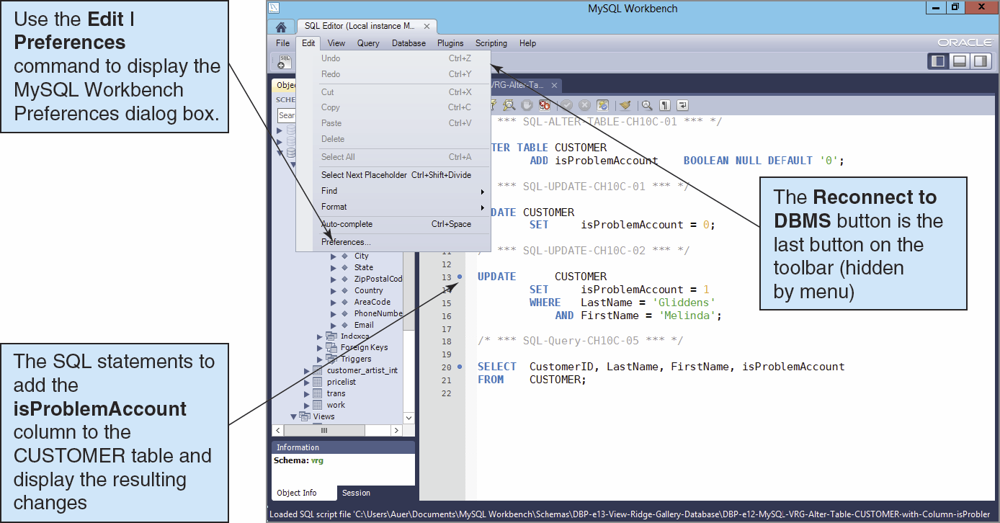 Use the Edit |
Preferences
command to display the
MySQL Workbench
Preferences dialog box.
The SQL statements to
add the
isProblemAccount
column to the
CUSTOMER table and
display the resulting
changes
MySQL Workbench
SQL Editor (Local instance M... ×
File Edit View Query Database Plugins Scripting Help
ORACLE
SQL
Undo Ctrl+Z
Redo Ctrl+Y
Cut Ctrl+X
Copy Ctrl+C
Paste Ctrl+V
Delete
Select All Ctrl+A
Select Next Placeholder Ctrl+Shift+Divide
Find
Format
Auto-complete Ctrl+Space
Preferences...
Objec
SCHE
Sear
City
State
ZipPostalCod
Country
AreaCode
PhoneNumbe
Email
Indexes
Foreign Keys
Triggers
customer_artist_int
pricelist
trans
work
Views
Information
Schema: vrg
Object Info Session
VRG-Alter-Ta... ×
*** SQL-ALTER-TABLE-CH10C-01 *** */
TER TABLE CUSTOMER
ADD isProblemAccount BOOLEAN NULL DEFAULT '0';
*** SQL-UPDATE-CH10C-01 *** */
DATE CUSTOMER
SET isProblemAccount = 0;
11 /* *** SQL-UPDATE-CH10C-02 *** */
12
13 UPDATE CUSTOMER
14 SET isProblemAccount = 1
15 WHERE LastName = 'Gliddens'
16 AND FirstName = 'Melinda';
17
18 /* *** SQL-Query-CH10C-05 *** */
19
20 SELECT CustomerID, LastName, FirstName, isProblemAccount
21 FROM CUSTOMER;
22
The Reconnect to
DBMS button is the
last button on the
toolbar (hidden
by menu)
Loaded SQL script file 'C:\Users\Auer\Documents\MySQL Workbench\Schemas\DBP-e13-View-Ridge-Gallery-Database\DBP-e12-MySQL-VRG-Alter-Table-CUSTOMER-with-Column-isProbler